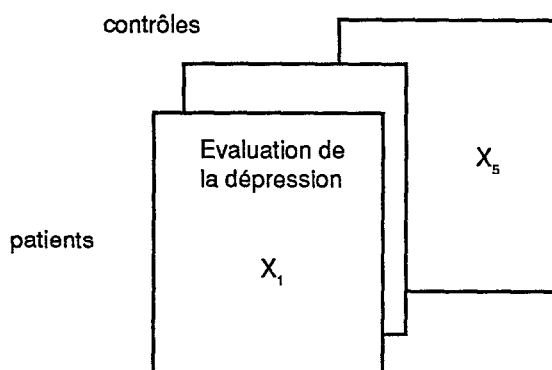 contrôles
Evaluation de
la dépression
X₅
patients
X₁